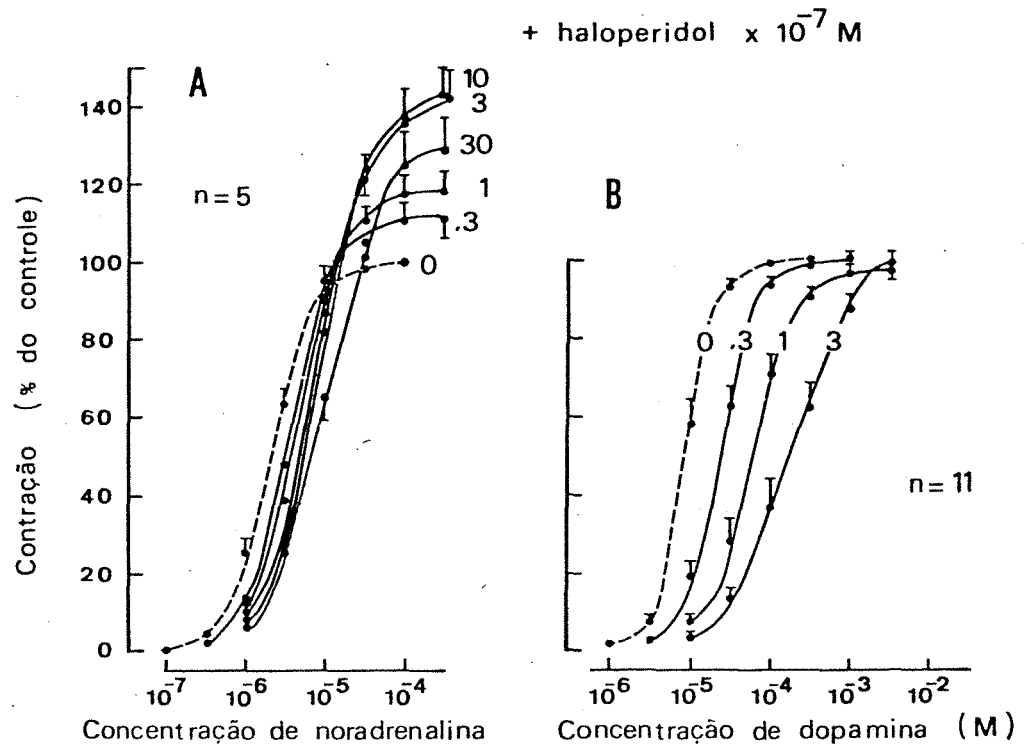 + haloperidol x 10⁻⁷ M
A
140
120
100
80
60
40
20
0
Contração (% do controle)
n=5
10
3
30
1
.3
0
10⁻⁷ 10⁻⁶ 10⁻⁵ 10⁻⁴
Concentração de noradrenalina
B
0 .3 1 3
n=11
10⁻⁶ 10⁻⁵ 10⁻⁴ 10⁻³ 10⁻²
Concentração de dopamina (M)